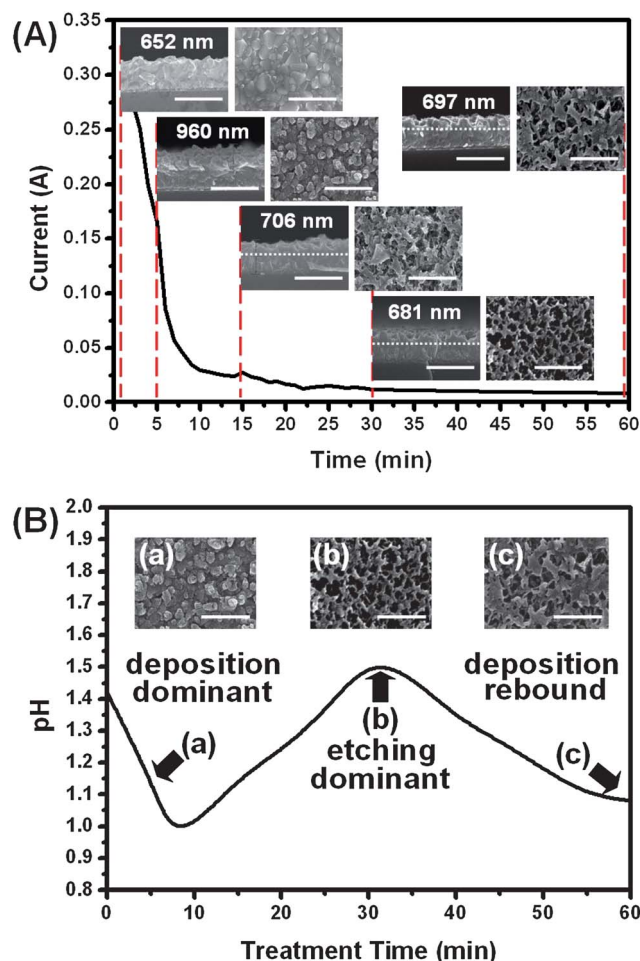 (A)
0.35
0.30
0.25
0.20
0.15
0.10
0.05
0.00
Current (A)
652 nm
960 nm
706 nm
697 nm
681 nm
0 5 10 15 20 25 30 35 40 45 50 55 60
Time (min)
(B)
2.0
1.9
1.8
1.7
1.6
1.5
1.4
1.3
1.2
1.1
1.0
0.9
0.8
pH
(a)
(b)
(c)
deposition
dominant
deposition
rebound
(a)
(b)
etching
dominant
(c)
0 10 20 30 40 50 60
Treatment Time (min)